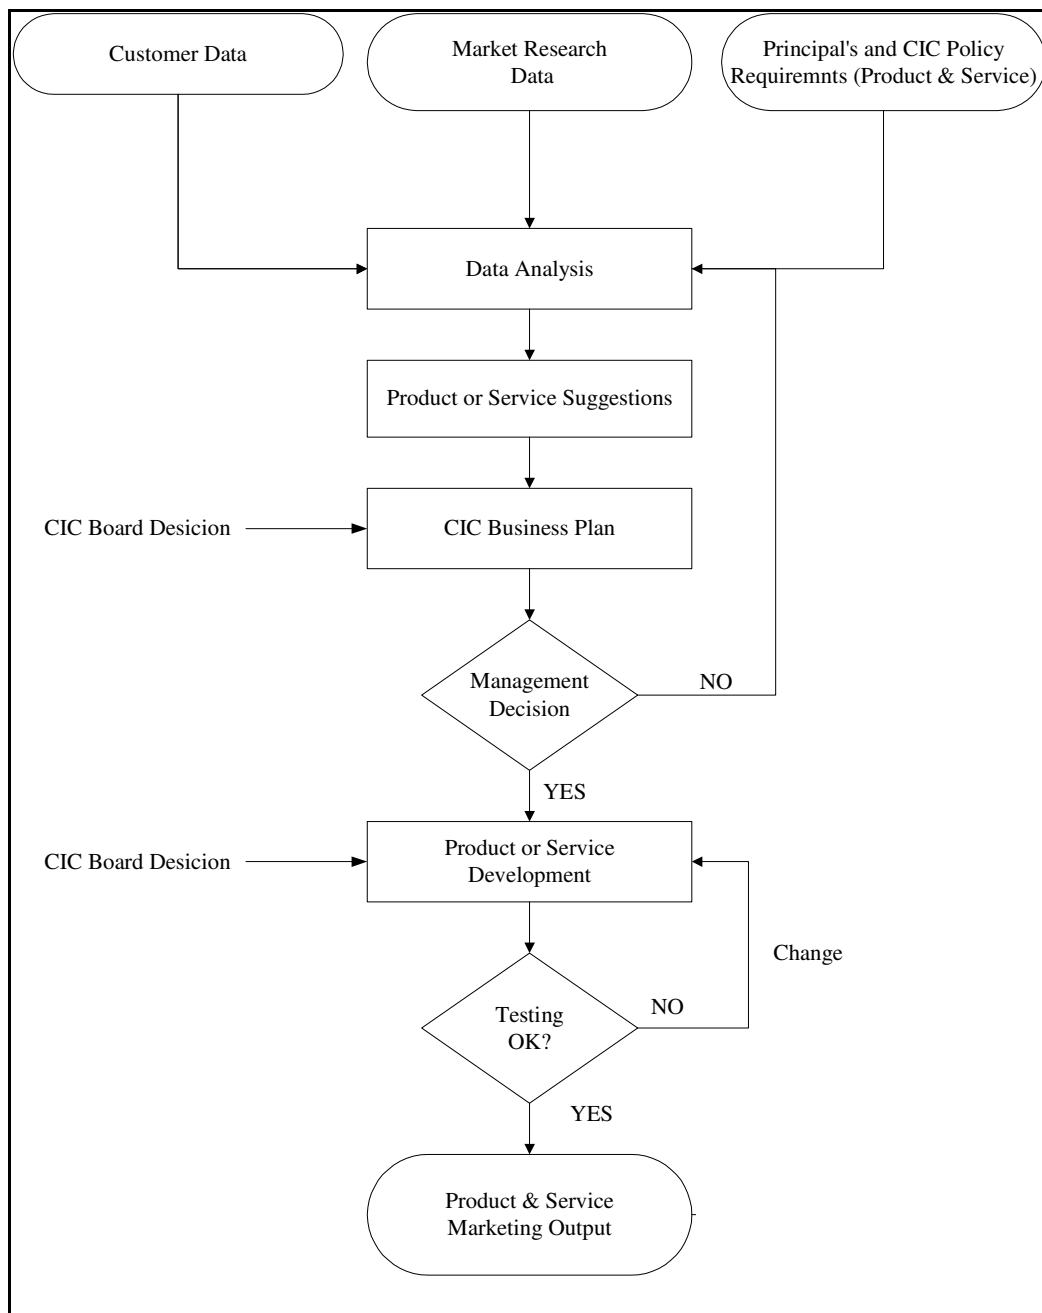 Customer Data
Market Research
Data
Principal's and CIC Policy
Requiremnts (Product & Service)
Data Analysis
Product or Service Suggestions
CIC Board Desicion
CIC Business Plan
Management
Decision
NO
YES
CIC Board Desicion
Product or Service
Development
Change
Testing
OK?
NO
YES
Product & Service
Marketing Output